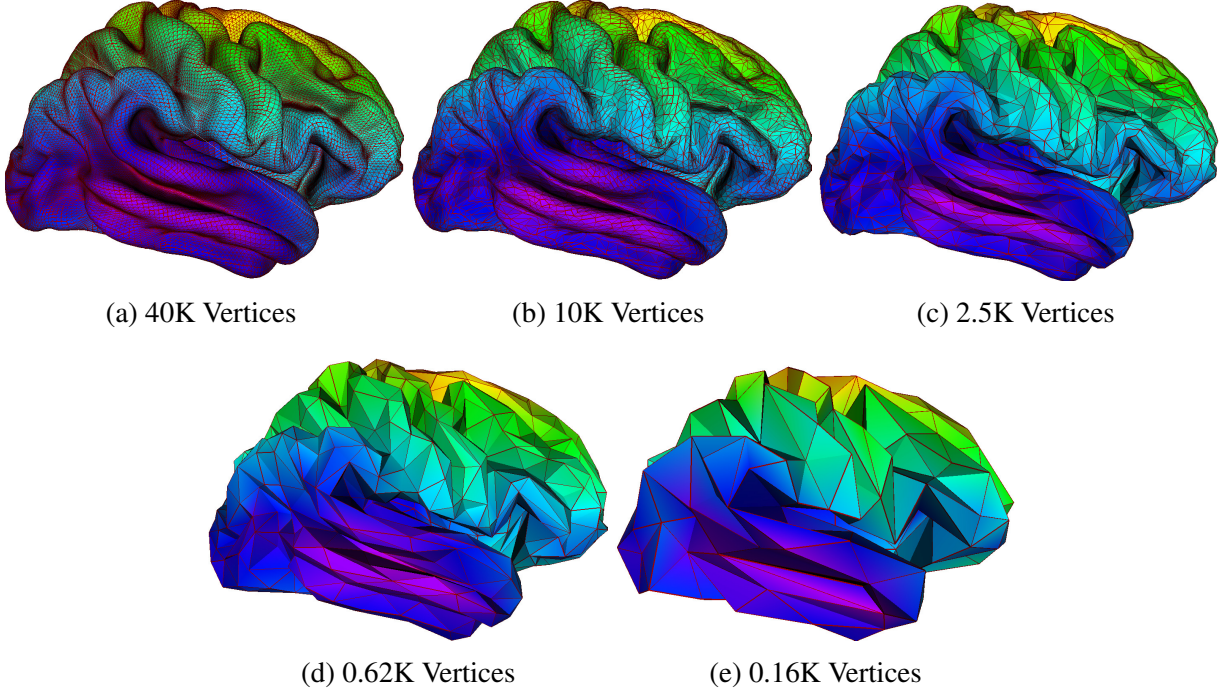 (a) 40K Vertices
(b) 10K Vertices
(c) 2.5K Vertices
(d) 0.62K Vertices
(e) 0.16K Vertices